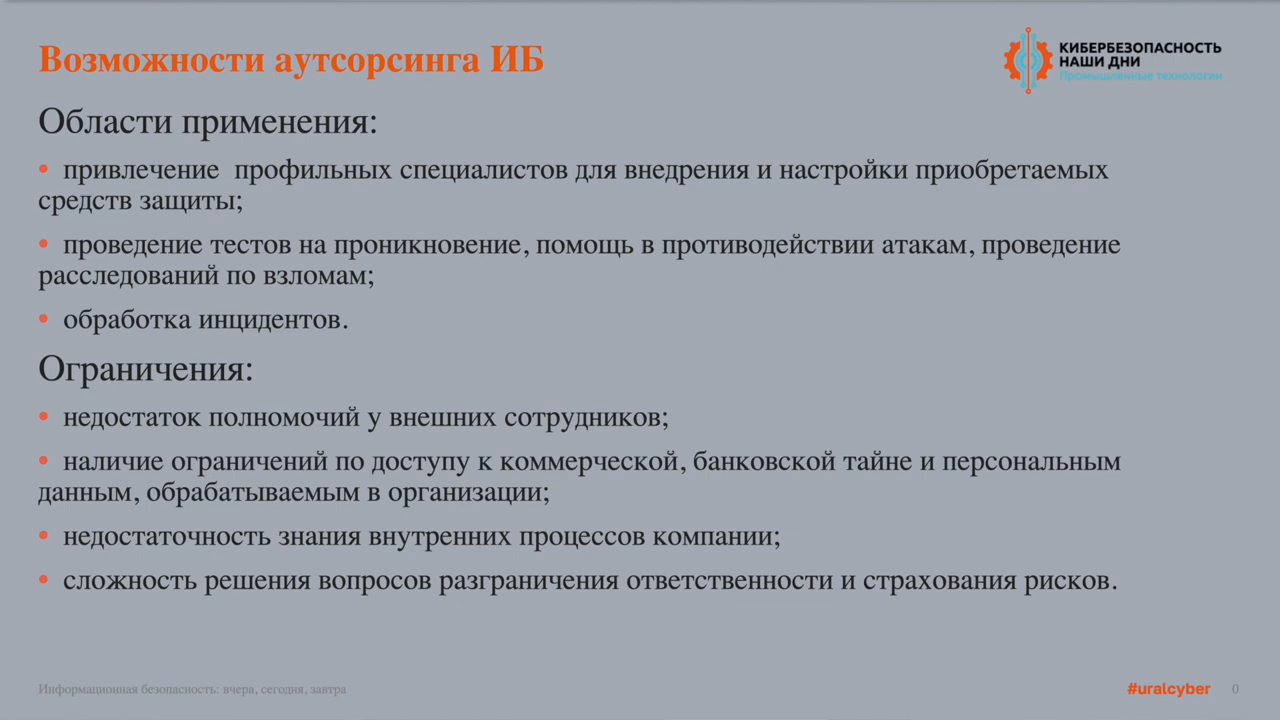 Возможности аутсорсинга ИБ
КИБЕРБЕЗОПАСНОСТЬ
НАШИ ДНИ
Промышленные технологии
Области применения:
• привлечение профильных специалистов для внедрения и настройки приобретаемых
средств защиты;
• проведение тестов на проникновение, помощь в противодействии атакам, проведение
расследований по взломам;
• обработка инцидентов.
Ограничения:
• недостаток полномочий у внешних сотрудников;
• наличие ограничений по доступу к коммерческой, банковской тайне и персональным
данным, обрабатываемым в организации;
• недостаточность знания внутренних процессов компании;
• сложность решения вопросов разграничения ответственности и страхования рисков.
Информационная безопасность: вчера, сегодня, завтра
#uralcyber 0